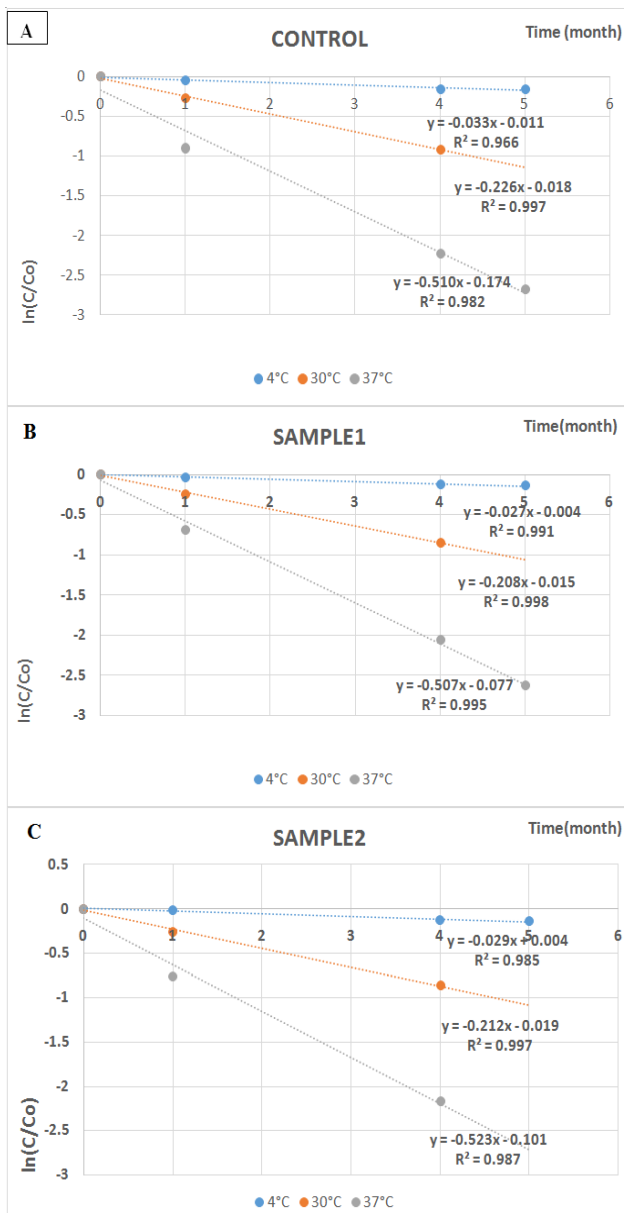 A
CONTROL
Time (month)
0
0 1 2 3 4 5 6
-0.5
y = -0.033x - 0.011
R² = 0.966
-1
y = -0.226x - 0.018
R² = 0.997
-1.5
-2
y = -0.510x - 0.174
R² = 0.982
-2.5
-3
ln(C/Co)
4°C 30°C 37°C
B
SAMPLE1
Time(month)
0
0 1 2 3 4 5 6
-0.5
y = -0.027x - 0.004
R² = 0.991
-1
y = -0.208x - 0.015
R² = 0.998
-1.5
-2
-2.5
y = -0.507x - 0.077
R² = 0.995
-3
ln(C/Co)
4°C 30°C 37°C
C
SAMPLE2
Time(month)
0.5
0
0 1 2 3 4 5 6
-0.5
y = -0.029x + 0.004
R² = 0.985
-1
y = -0.212x - 0.019
R² = 0.997
-1.5
-2
-2.5
y = -0.523x - 0.101
R² = 0.987
-3
ln(C/Co)
4°C 30°C 37°C